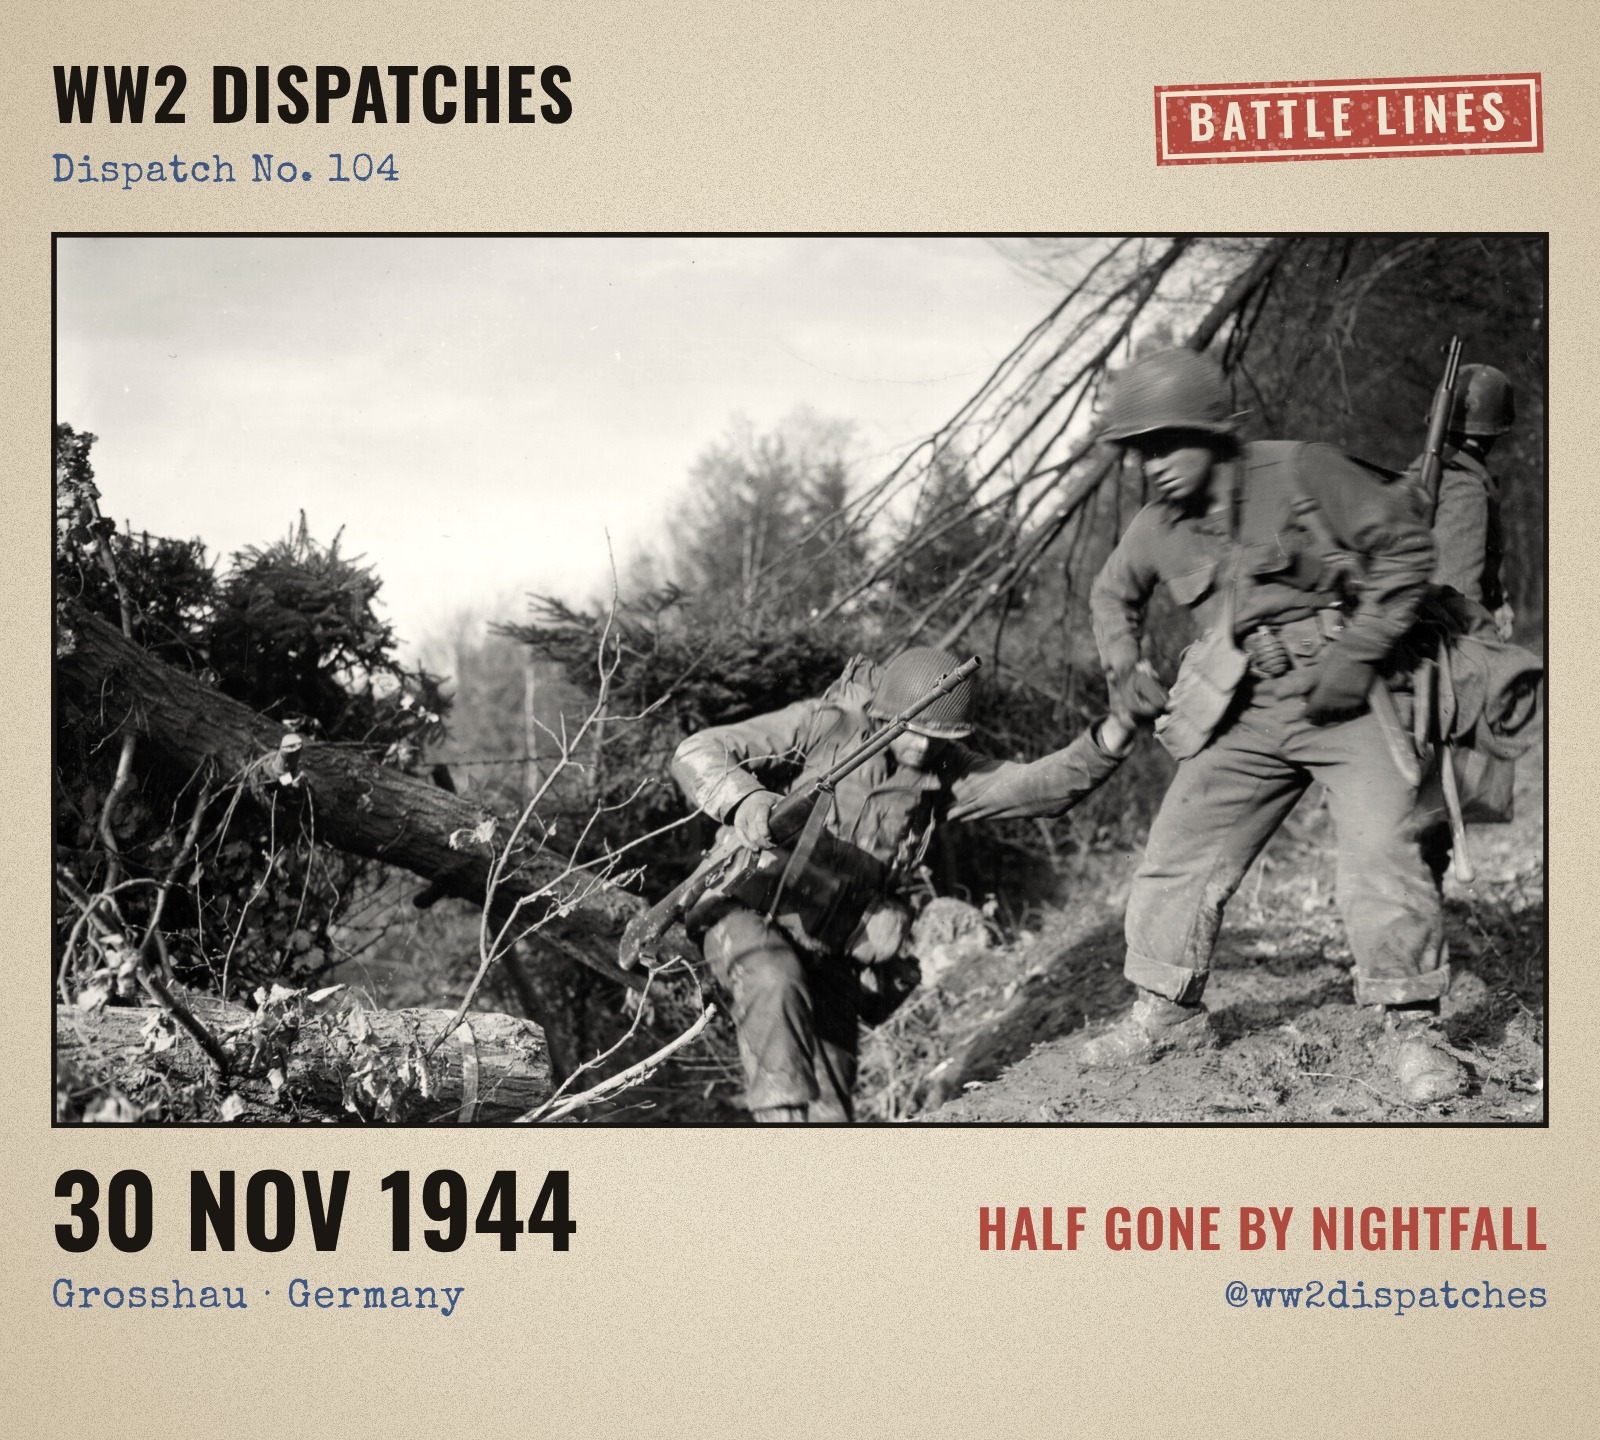 WW2 DISPATCHES
Dispatch No. 104
BATTLE LINES
30 NOV 1944
Grosshau · Germany
HALF GONE BY NIGHTFALL
@ww2dispatches